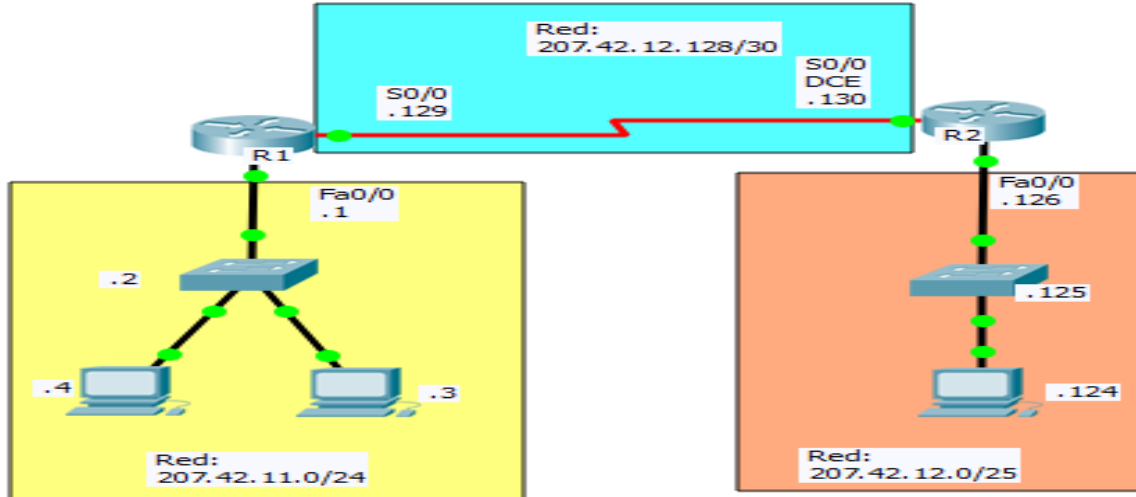 Red:
207.42.12.128/30
S0/0
.129
S0/0
DCE
.130
R1
R2
Fa0/0
.1
Fa0/0
.126
.2
.125
.4
.3
.124
Red:
207.42.11.0/24
Red:
207.42.12.0/25